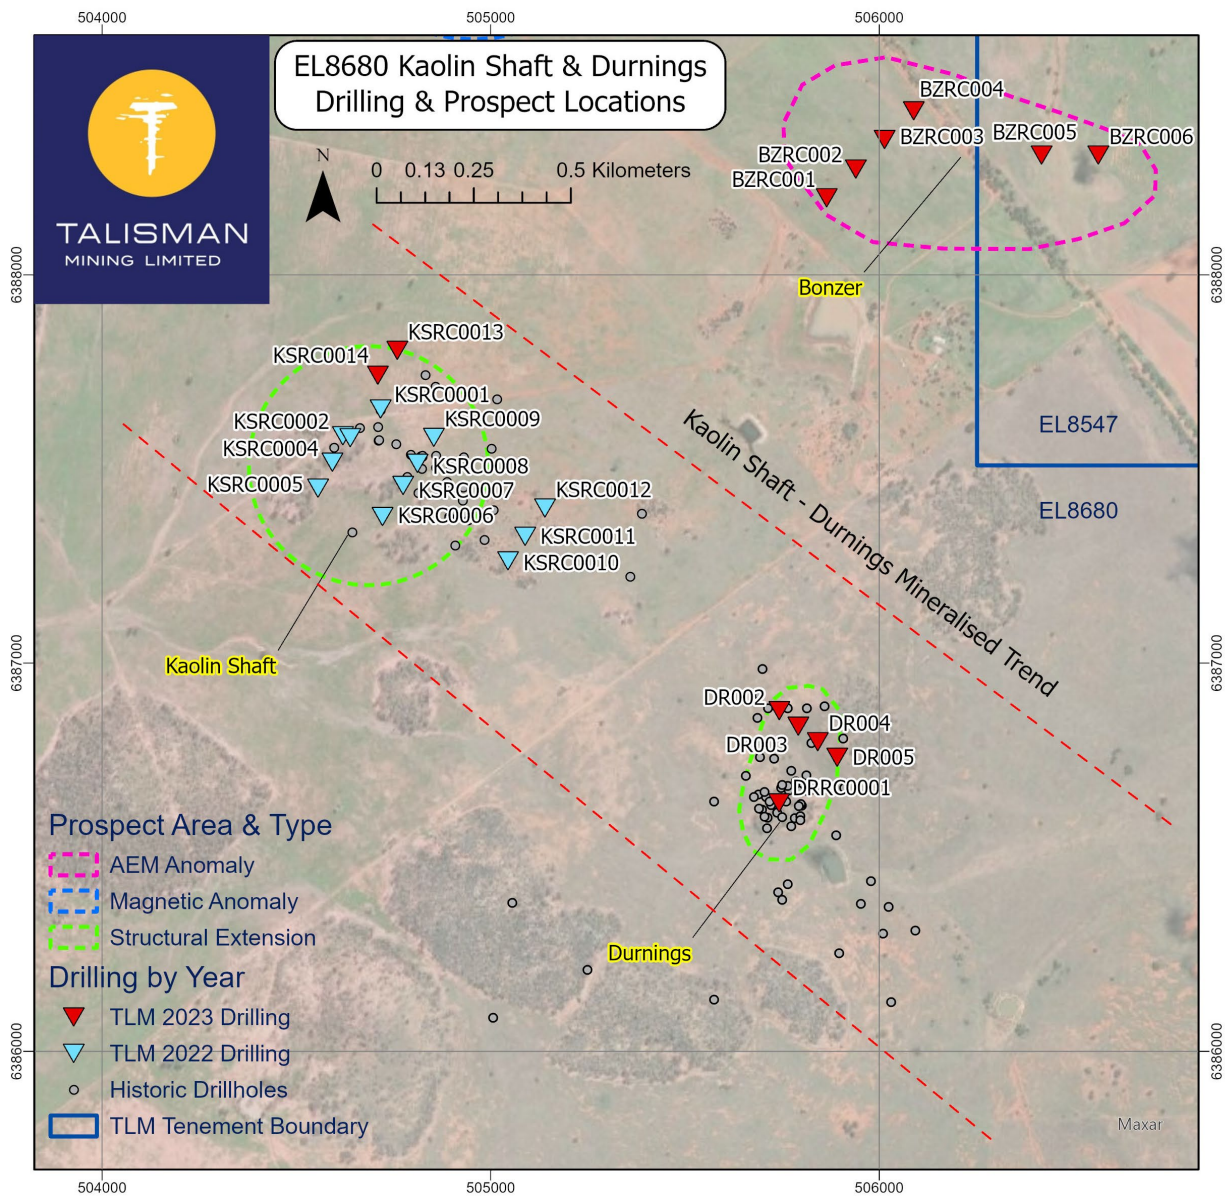 504000
505000
506000
TALISMAN
MINING LIMITED
EL8680 Kaolin Shaft & Durnings
Drilling & Prospect Locations
N
0 0.13 0.25 0.5 Kilometers
BZRC004
BZRC003
BZRC005
BZRC006
BZRC002
BZRC001
Bonzer
6388000
6388000
KSRC0013
KSRC0014
KSRC0001
KSRC0002
KSRC0009
KSRC0004
KSRC0008
KSRC0005
KSRC0007
KSRC0012
KSRC0006
KSRC0011
KSRC0010
Kaolin Shaft - Durnings Mineralised Trend
EL8547
EL8680
Kaolin Shaft
6387000
6387000
DR002
DR004
DR003
DR005
DRRC0001
Durnings
Prospect Area & Type
AEM Anomaly
Magnetic Anomaly
Structural Extension
Drilling by Year
TLM 2023 Drilling
TLM 2022 Drilling
Historic Drillholes
TLM Tenement Boundary
6386000
6386000
Maxar
504000
505000
506000